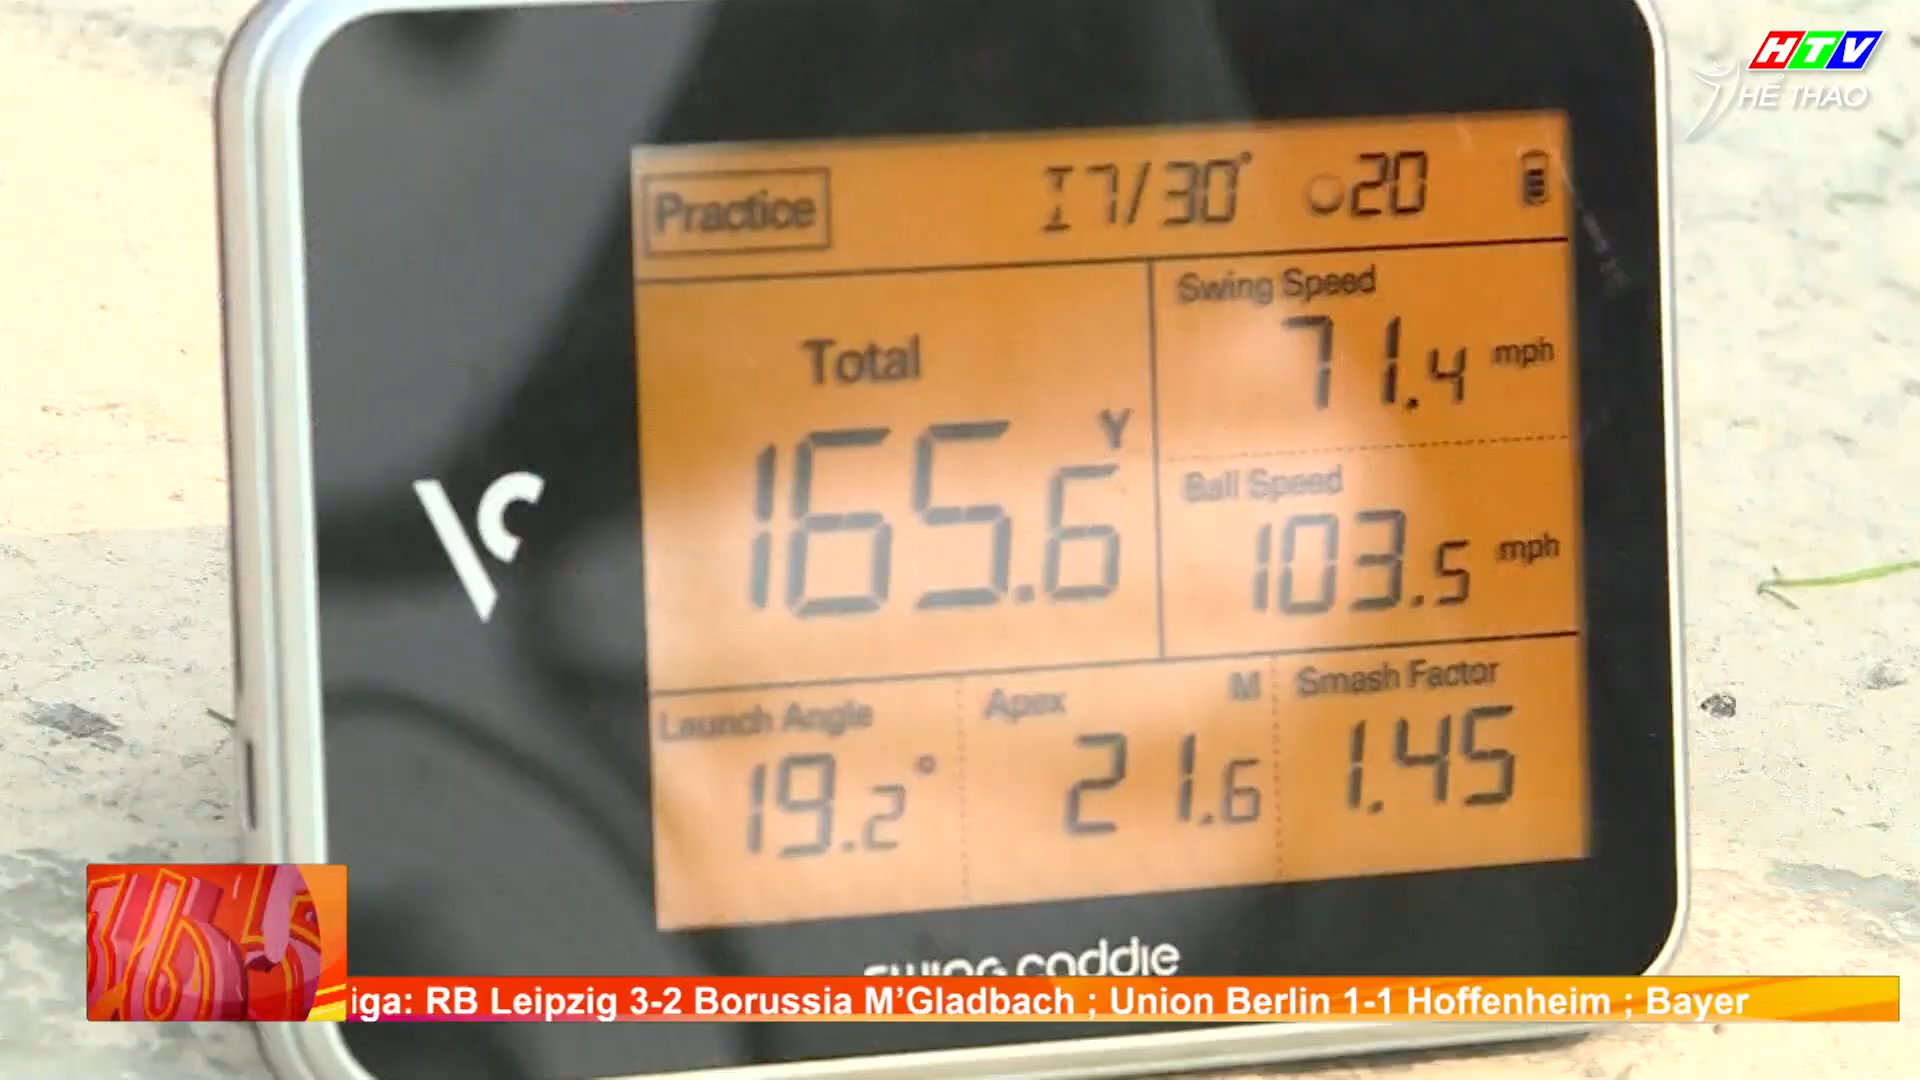 HTV
THỂ THAO
Practice I7/30° 20
Swing Speed
71.4 mph
Total
165.6 Y
Ball Speed
103.5 mph
Launch Angle
19.2°
Apex M
21.6
Smash Factor
1.45
swing caddie
365
iga: RB Leipzig 3-2 Borussia M’Gladbach ; Union Berlin 1-1 Hoffenheim ; Bayer